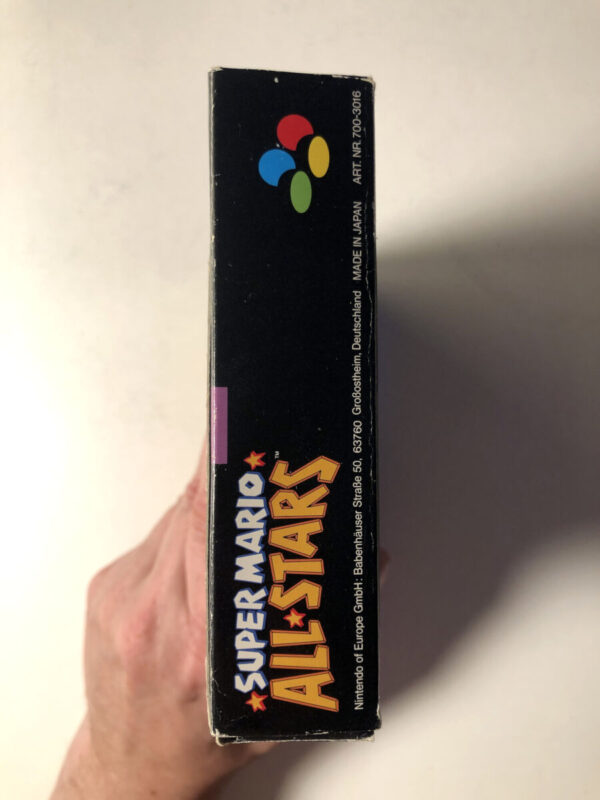 SUPER MARIO
ALL·STARS™
Nintendo of Europe GmbH: Babenhäuser Straße 50, 63760 Großostheim, Deutschland MADE IN JAPAN ART. NR. 700-3016